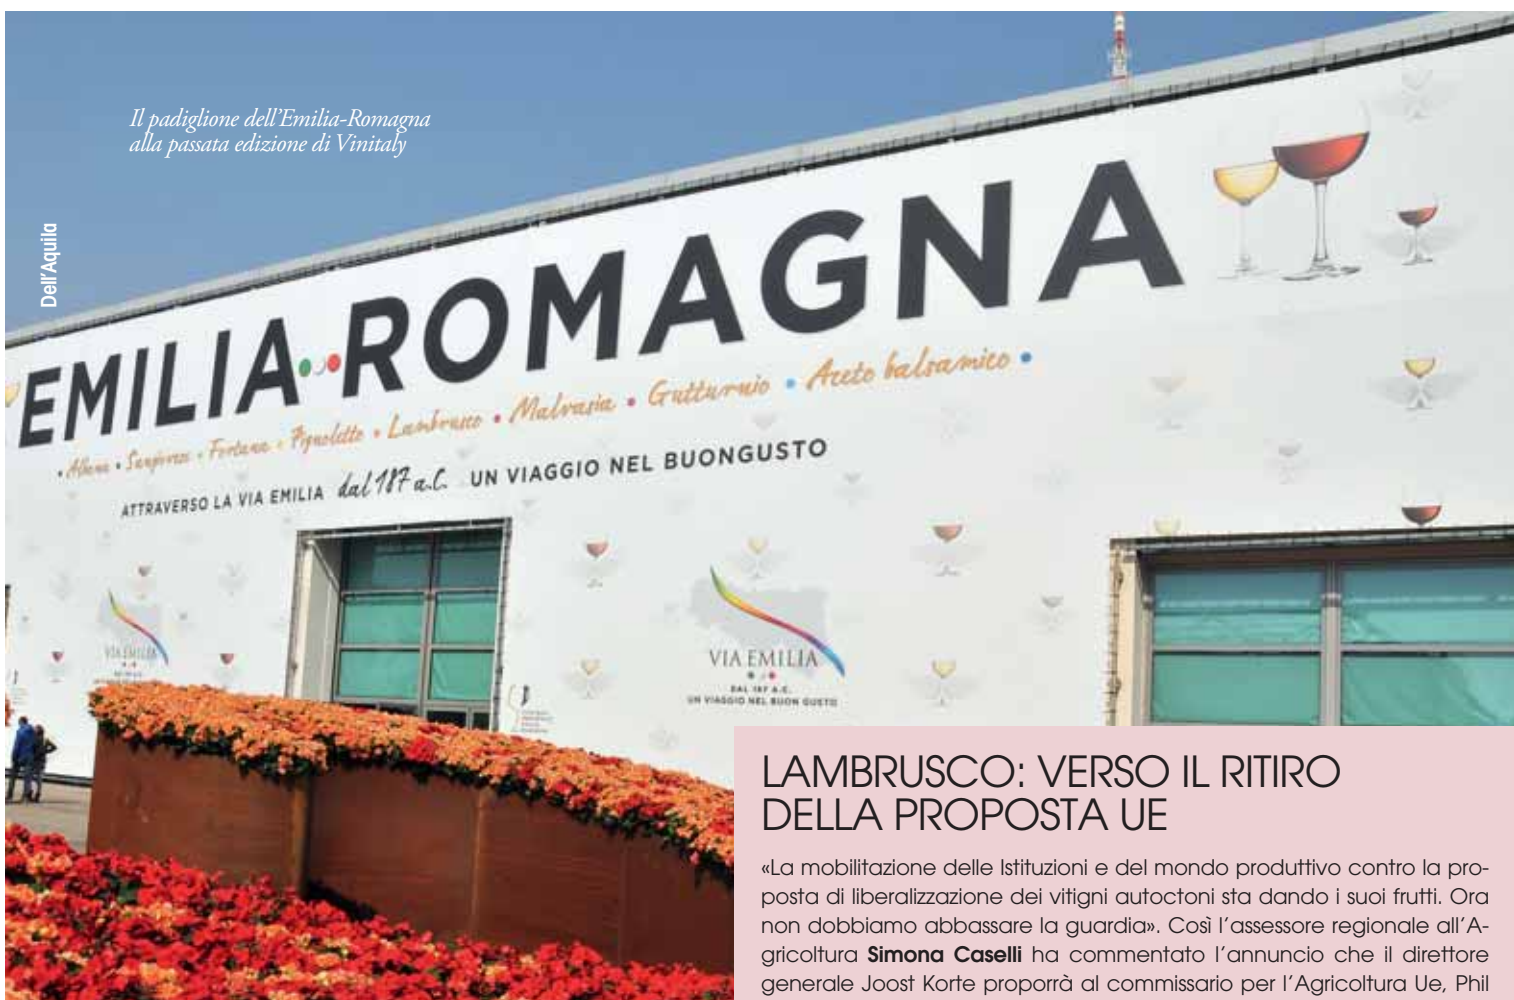 Il padiglione dell'Emilia-Romagna
alla passata edizione di Vinitaly
Dell'Aquila
EMILIA ROMAGNA
• Albana • Sangiovese • Fortana • Pignoletto • Lambrusco • Malvasia • Gutturnio • Aceto balsamico •
ATTRAVERSO LA VIA EMILIA dal 187 a.C. UN VIAGGIO NEL BUONGUSTO
VIA EMILIA
VIA EMILIA
DAL 187 A.C.
UN VIAGGIO NEL BUON GUSTO
LAMBRUSCO: VERSO IL RITIRO
DELLA PROPOSTA UE
«La mobilitazione delle Istituzioni e del mondo produttivo contro la pro-
posta di liberalizzazione dei vitigni autoctoni sta dando i suoi frutti. Ora
non dobbiamo abbassare la guardia». Così l'assessore regionale all'A-
gricoltura Simona Caselli ha commentato l'annuncio che il direttore
generale Joost Korte proporrà al commissario per l'Agricoltura Ue, Phil